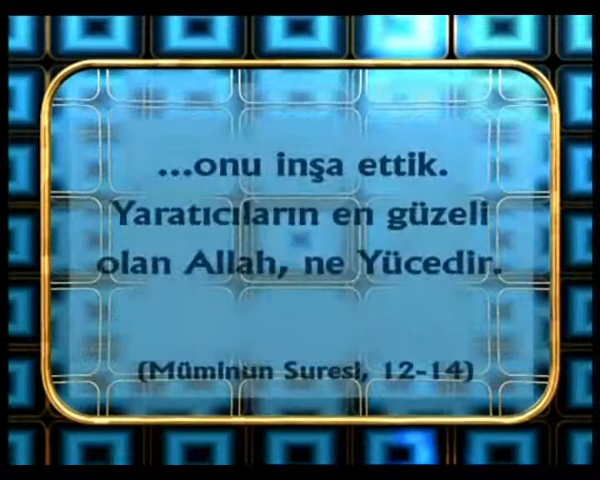 ...onu inşa ettik.
Yaratıcıların en güzeli
olan Allah, ne Yücedir.
(Müminun Suresi, 12-14)